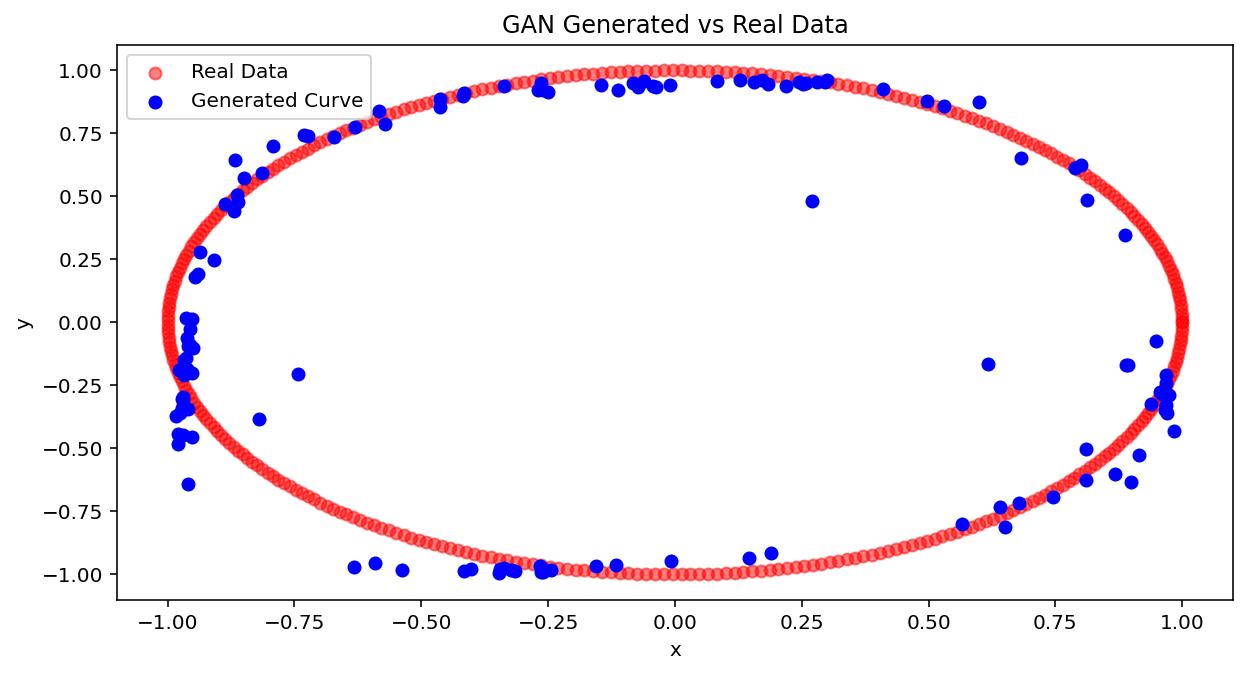 GAN Generated vs Real Data
Real Data
Generated Curve
1.00
0.75
0.50
0.25
0.00
−0.25
−0.50
−0.75
−1.00
y
−1.00 −0.75 −0.50 −0.25 0.00 0.25 0.50 0.75 1.00
x